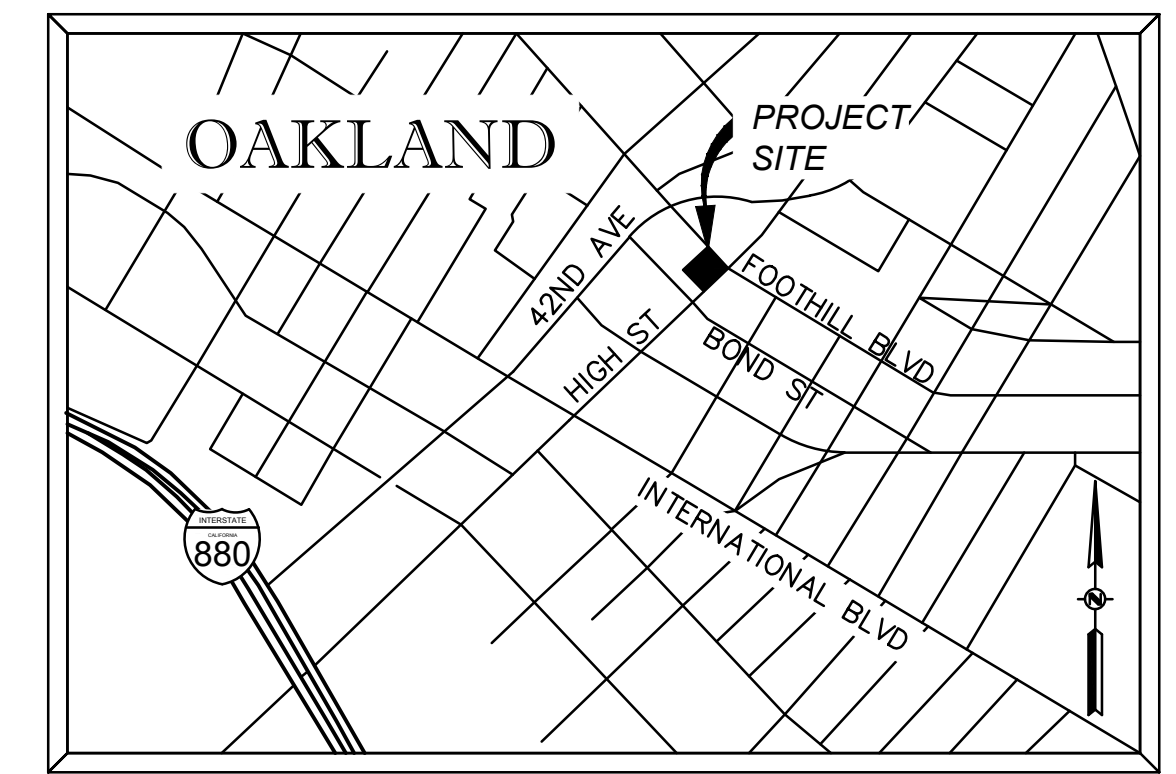 OAKLAND
PROJECT
SITE
42ND AVE
FOOTHILL BLVD
HIGH ST
BOND ST
INTERNATIONAL BLVD
INTERSTATE
CALIFORNIA
880
N